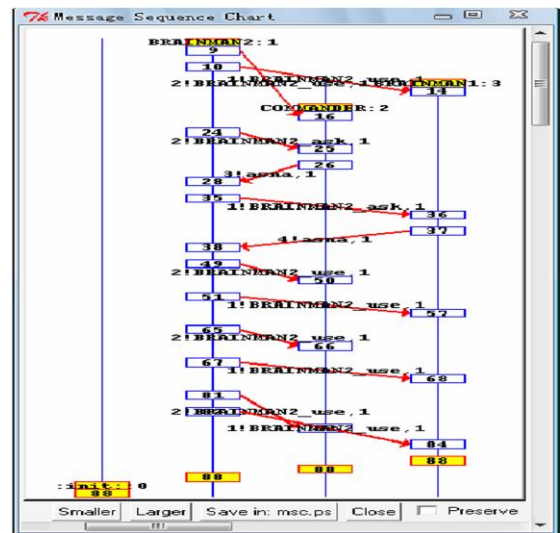 Message Sequence Chart
BRAINMAN2:1
9
10
1!BRAINMAN2_use,1
2!BRAINMAN2_use,1
BRAINMAN1:3
14
COMMANDER:2
16
24
2!BRAINMAN2_ask,1
25
26
3!asna,1
28
35
1!BRAINMAN2_ask,1
36
37
4!asna,1
38
49
2!BRAINMAN2_use,1
50
51
1!BRAINMAN2_use,1
57
65
2!BRAINMAN2_use,1
66
67
1!BRAINMAN2_use,1
68
81
2!BRAINMAN2_use,1
1!BRAINMAN2_use,1
84
88
88
88
:init: 0
88
Smaller Larger Save in: msc.ps Close Preserve